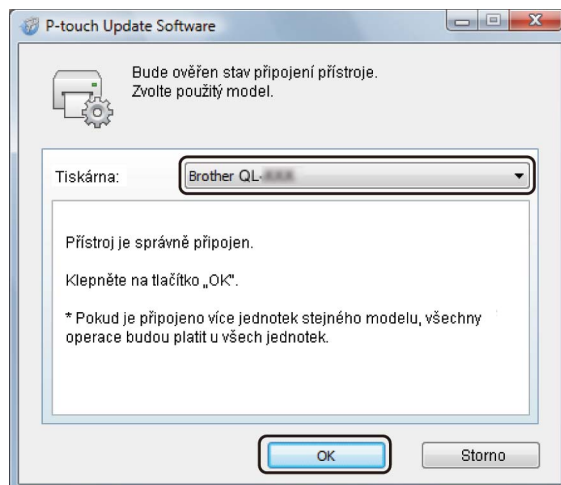 P-touch Update Software
Bude ověřen stav připojení přístroje.
Zvolte použitý model.
Tiskárna:
Brother QL-
Přístroj je správně připojen.
Klepněte na tlačítko „OK".
* Pokud je připojeno více jednotek stejného modelu, všechny
operace budou platit u všech jednotek.
OK
Storno